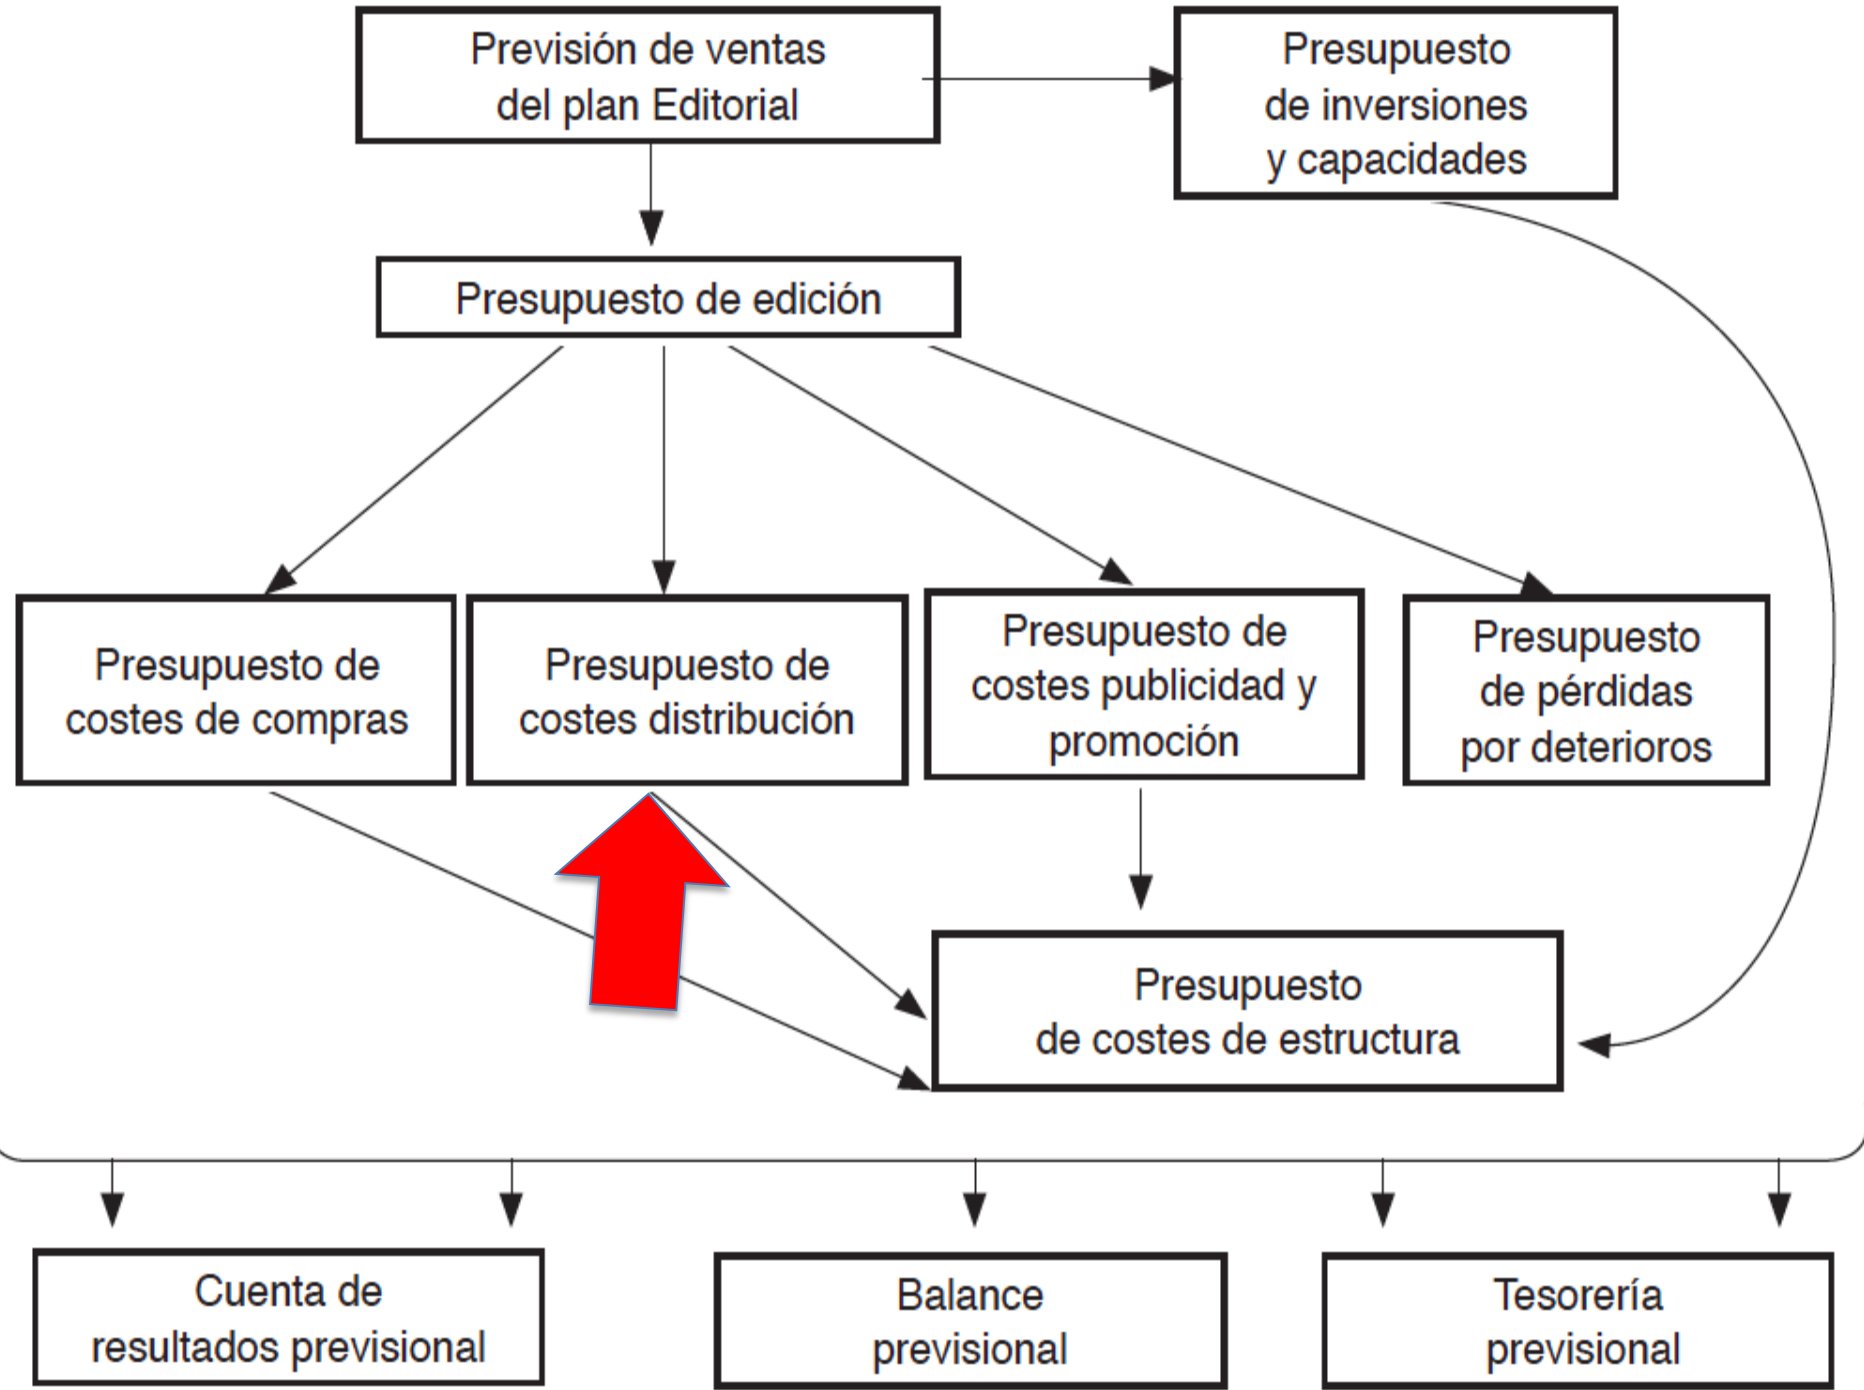 Previsión de ventas
del plan Editorial
Presupuesto
de inversiones
y capacidades
Presupuesto de edición
Presupuesto de
costes de compras
Presupuesto de
costes distribución
Presupuesto de
costes publicidad y
promoción
Presupuesto
de pérdidas
por deterioros
Presupuesto
de costes de estructura
Cuenta de
resultados previsional
Balance
previsional
Tesorería
previsional